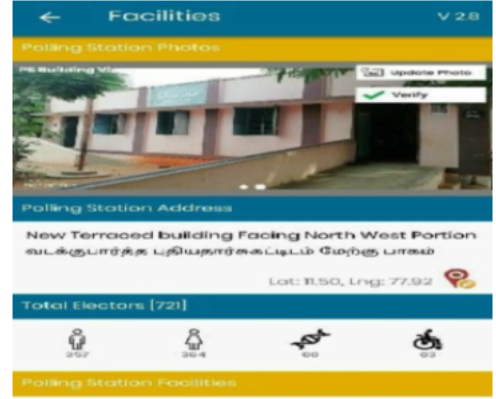 Facilities
V 2.8
Polling Station Photos
PS Building
Update Photo
Verify
Polling Station Address
New Terraced building Facing North West Portion
வடக்குபார்த்த புதியதார்சுகட்டிடம் மேற்கு பாகம்
Lat: 11.50, Lng: 77.92
Total Electors [721]
357
364
00
03
Polling Station Facilities